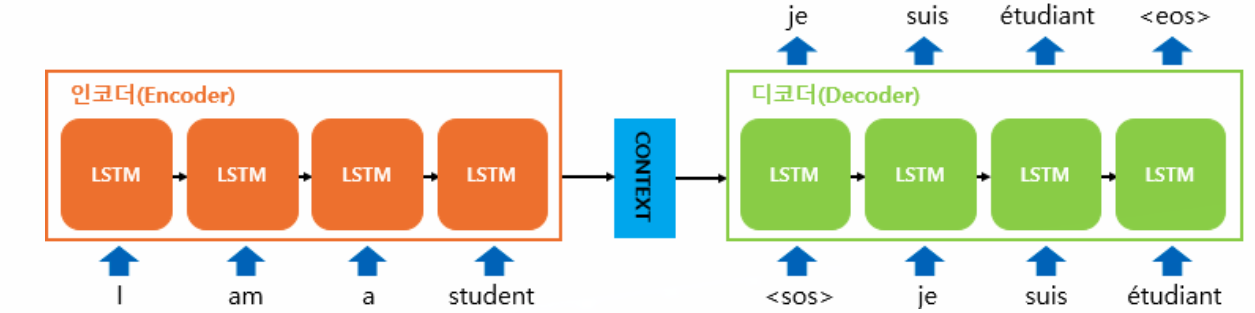 je suis étudiant <eos>
인코더(Encoder)
디코더(Decoder)
LSTM LSTM LSTM LSTM
CONTEXT
LSTM LSTM LSTM LSTM
I am a student
<sos> je suis étudiant